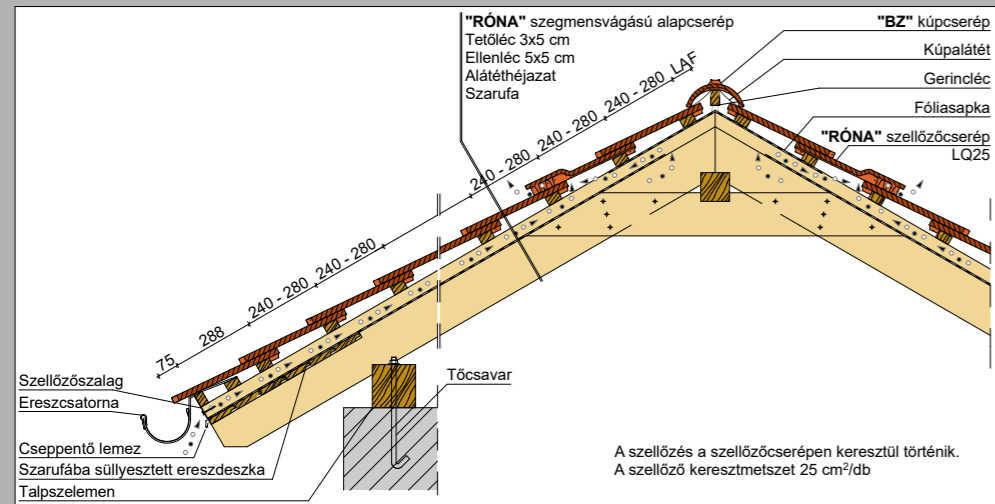 "RÓNA" szegmensvágású alapcserép
Tetőléc 3x5 cm
Ellenléc 5x5 cm
Alátéthéjazat
Szarufa
"BZ" kúpcserép
Kúpalátét
Gerincléc
Fóliasapka
"RÓNA" szellőzőcserép
LQ25
75
288
240 - 280
240 - 280
240 - 280
240 - 280
240 - 280
LAF
Szellőzőszalag
Ereszcsatorna
Cseppentő lemez
Szarufába süllyesztett ereszdeszka
Talpszelemen
Tőcsavar
A szellőzés a szellőzőcserépen keresztül történik.
A szellőző keresztmetszet 25 cm²/db